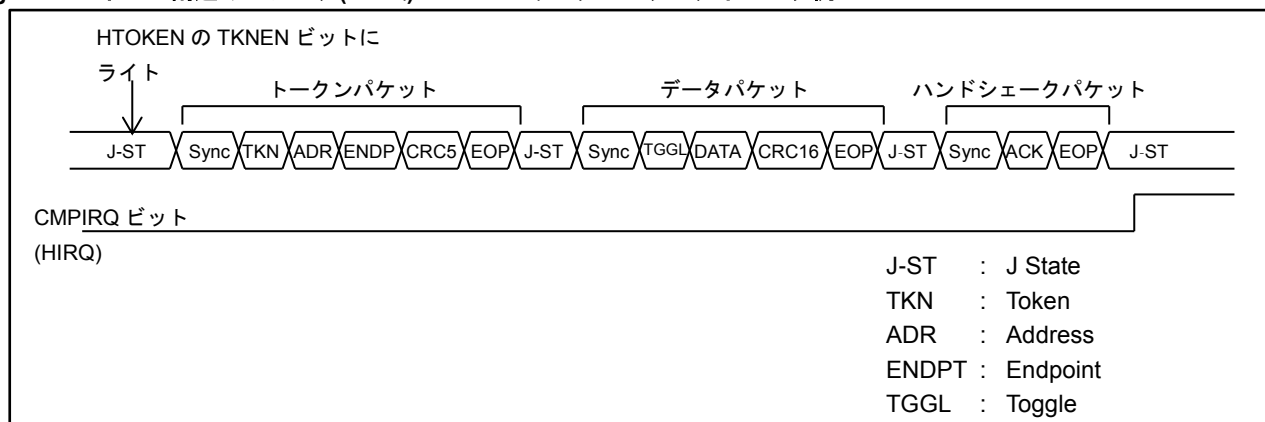 HTOKEN の TKNEN ビットに
ライト
トークンパケット
データパケット
ハンドシェークパケット
J-ST Sync TKN ADR ENDP CRC5 EOP J-ST Sync TGGL DATA CRC16 EOP J-ST Sync ACK EOP J-ST
CMPIRQ ビット
(HIRQ)
J-ST : J State
TKN : Token
ADR : Address
ENDPT : Endpoint
TGGL : Toggle